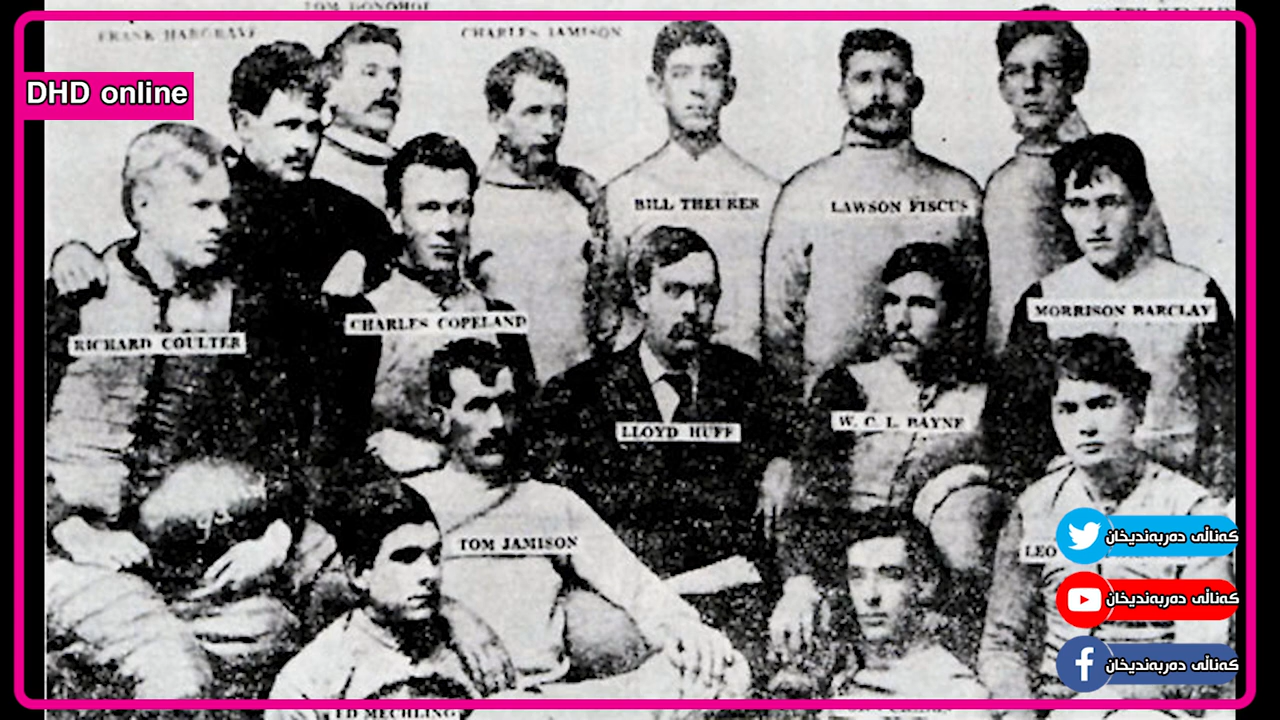 TOM DONOHOE
FRANK HARGRAVE
CHARLES JAMISON
DHD online
BILL THEURER
LAWSON FISCUS
MORRISON BARCLAY
CHARLES COPELAND
RICHARD COULTER
LLOYD HUFF
W. C. L. BAYNE
TOM JAMISON
LEO
کەناڵی دەربەندیخان
کەناڵی دەربەندیخان
کەناڵی دەربەندیخان
ED MECHLING